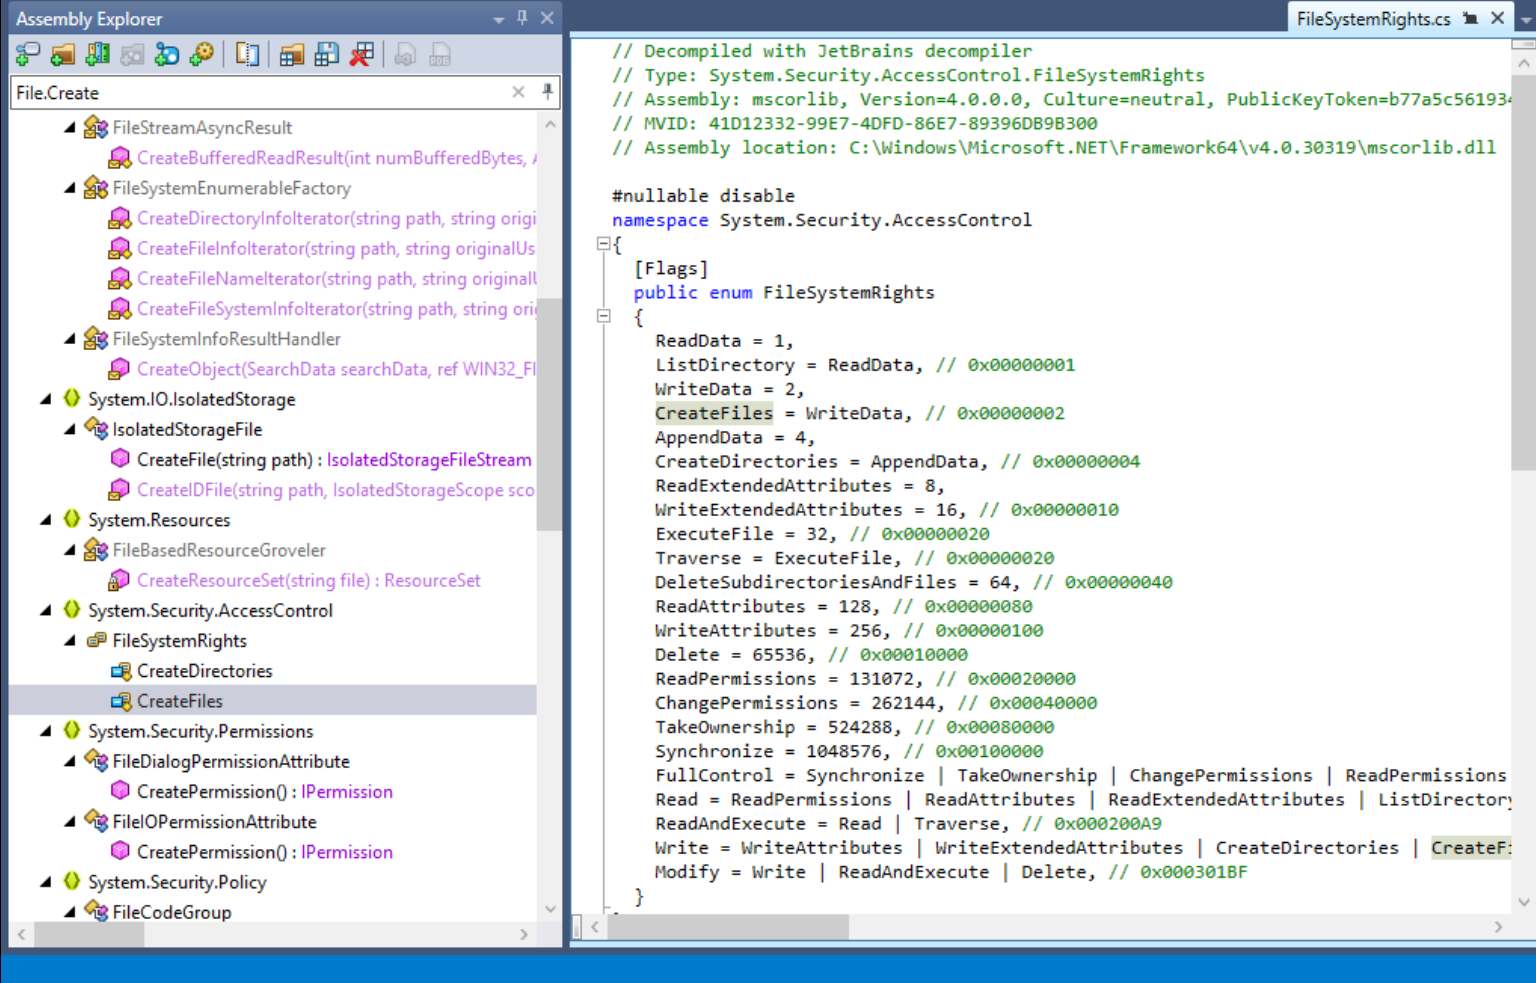 Assembly Explorer
File.Create
FileStreamAsyncResult
CreateBufferedReadResult(int numBufferedBytes,
FileSystemEnumerableFactory
CreateDirectoryInfoIterator(string path, string origi
CreateFileInfoIterator(string path, string originalUs
CreateFileNameIterator(string path, string original
CreateFileSystemInfoIterator(string path, string ori
FileSystemInfoResultHandler
CreateObject(SearchData searchData, ref WIN32_FI
System.IO.IsolatedStorage
IsolatedStorageFile
CreateFile(string path) : IsolatedStorageFileStream
CreateIDFile(string path, IsolatedStorageScope sco
System.Resources
FileBasedResourceGroveler
CreateResourceSet(string file) : ResourceSet
System.Security.AccessControl
FileSystemRights
CreateDirectories
CreateFiles
System.Security.Permissions
FileDialogPermissionAttribute
CreatePermission() : IPermission
FileIOPermissionAttribute
CreatePermission() : IPermission
System.Security.Policy
FileCodeGroup
FileSystemRights.cs
// Decompiled with JetBrains decompiler
// Type: System.Security.AccessControl.FileSystemRights
// Assembly: mscorlib, Version=4.0.0.0, Culture=neutral, PublicKeyToken=b77a5c561934
// MVID: 41D12332-99E7-4DFD-86E7-89396DB9B300
// Assembly location: C:\Windows\Microsoft.NET\Framework64\v4.0.30319\mscorlib.dll
#nullable disable
namespace System.Security.AccessControl
{
[Flags]
public enum FileSystemRights
{
ReadData = 1,
ListDirectory = ReadData, // 0x00000001
WriteData = 2,
CreateFiles = WriteData, // 0x00000002
AppendData = 4,
CreateDirectories = AppendData, // 0x00000004
ReadExtendedAttributes = 8,
WriteExtendedAttributes = 16, // 0x00000010
ExecuteFile = 32, // 0x00000020
Traverse = ExecuteFile, // 0x00000020
DeleteSubdirectoriesAndFiles = 64, // 0x00000040
ReadAttributes = 128, // 0x00000080
WriteAttributes = 256, // 0x00000100
Delete = 65536, // 0x00010000
ReadPermissions = 131072, // 0x00020000
ChangePermissions = 262144, // 0x00040000
TakeOwnership = 524288, // 0x00080000
Synchronize = 1048576, // 0x00100000
FullControl = Synchronize | TakeOwnership | ChangePermissions | ReadPermissions
Read = ReadPermissions | ReadAttributes | ReadExtendedAttributes | ListDirectory
ReadAndExecute = Read | Traverse, // 0x000200A9
Write = WriteAttributes | WriteExtendedAttributes | CreateDirectories | CreateFi
Modify = Write | ReadAndExecute | Delete, // 0x000301BF
}